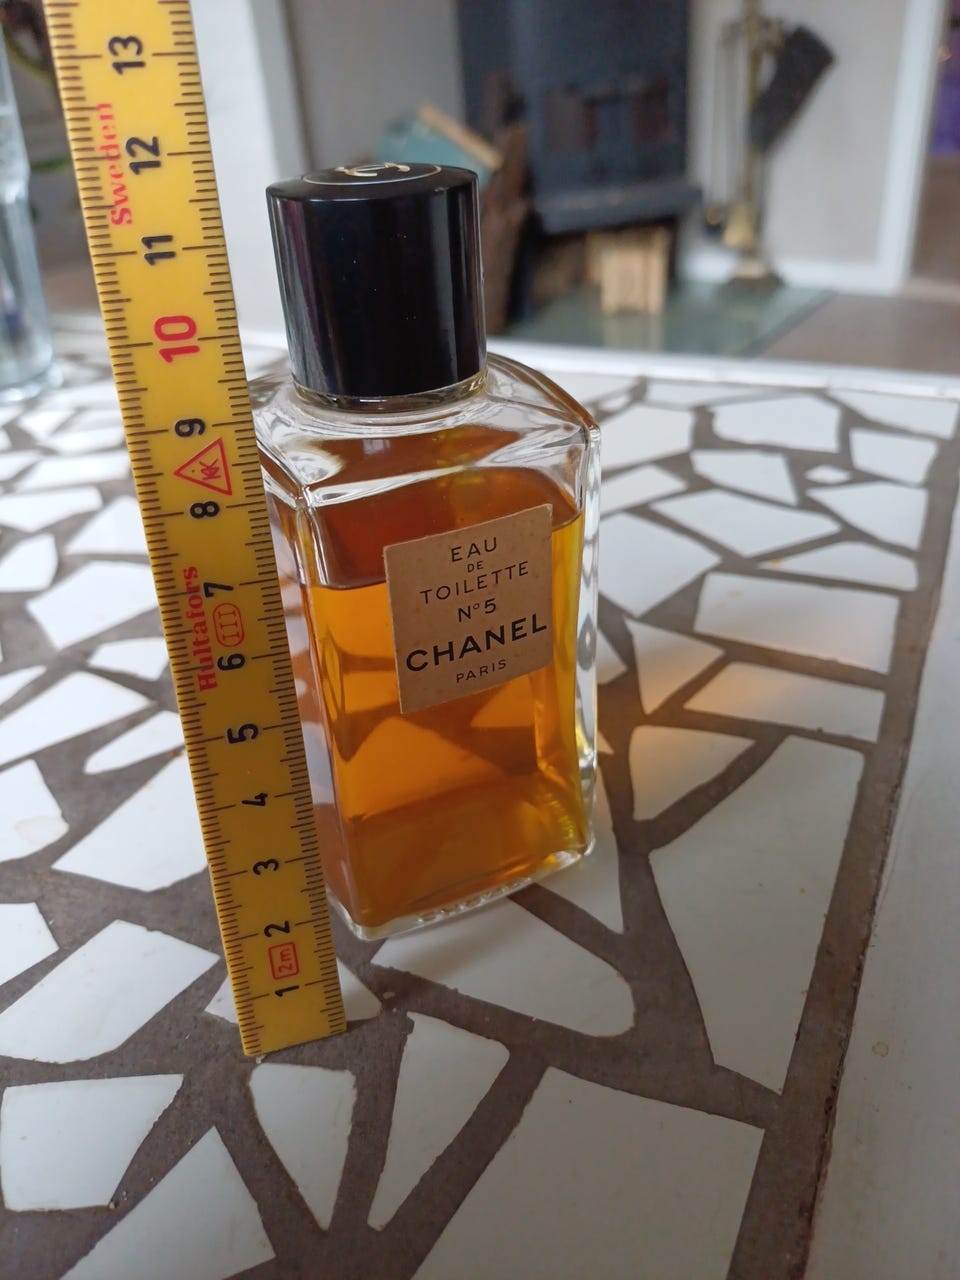 13
12
Sweden
11
10
9
8
7
Hultafors
III
6
5
4
3
2
2m
1
EAU
DE
TOILETTE
N°5
CHANEL
PARIS